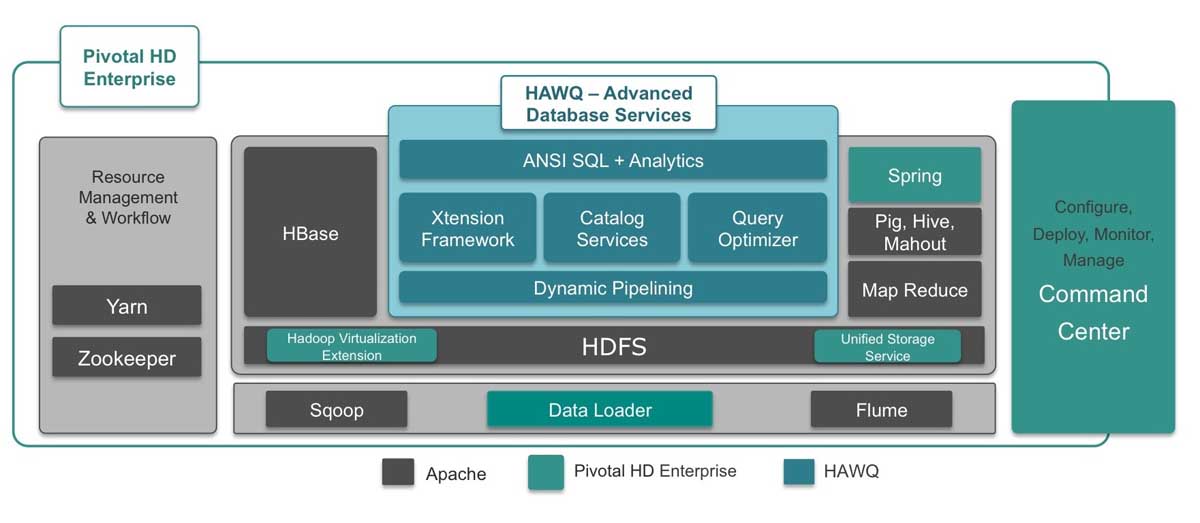 Pivotal HD
Enterprise
HAWQ – Advanced
Database Services
Resource
Management
& Workflow
Yarn
Zookeeper
HBase
ANSI SQL + Analytics
Xtension
Framework
Catalog
Services
Query
Optimizer
Dynamic Pipelining
Spring
Pig, Hive,
Mahout
Map Reduce
Hadoop Virtualization
Extension
HDFS
Unified Storage
Service
Sqoop
Data Loader
Flume
Configure,
Deploy, Monitor,
Manage
Command
Center
Apache
Pivotal HD Enterprise
HAWQ